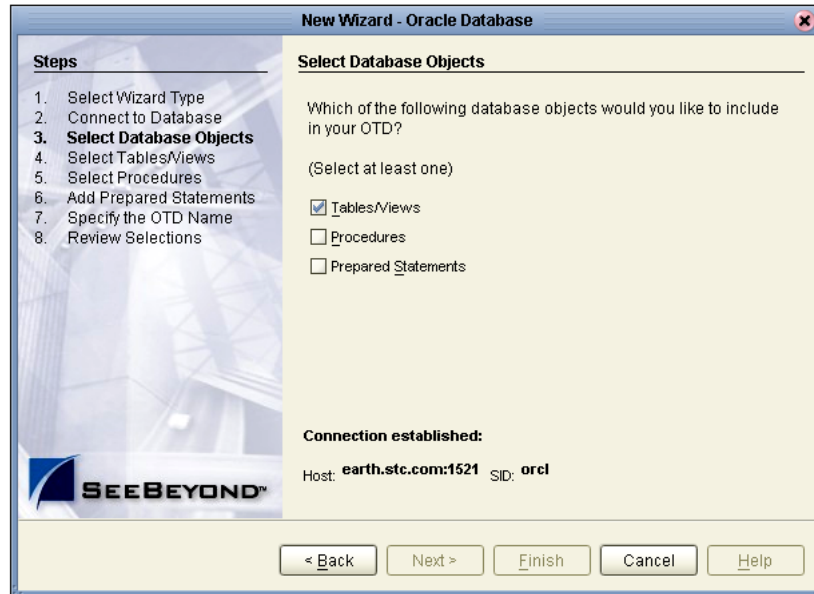 New Wizard - Oracle Database
Steps
1. Select Wizard Type
2. Connect to Database
3. Select Database Objects
4. Select Tables/Views
5. Select Procedures
6. Add Prepared Statements
7. Specify the OTD Name
8. Review Selections
SEEBEYOND™
Select Database Objects
Which of the following database objects would you like to include
in your OTD?
(Select at least one)
Tables/Views
Procedures
Prepared Statements
Connection established:
Host: earth.stc.com:1521 SID: orcl
< Back Next > Finish Cancel Help